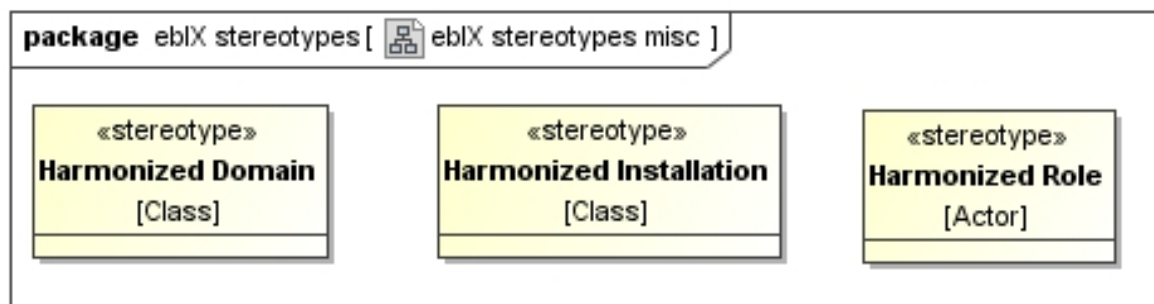 package ebIX stereotypes [ ebIX stereotypes misc ]
«stereotype»
Harmonized Domain
[Class]
«stereotype»
Harmonized Installation
[Class]
«stereotype»
Harmonized Role
[Actor]